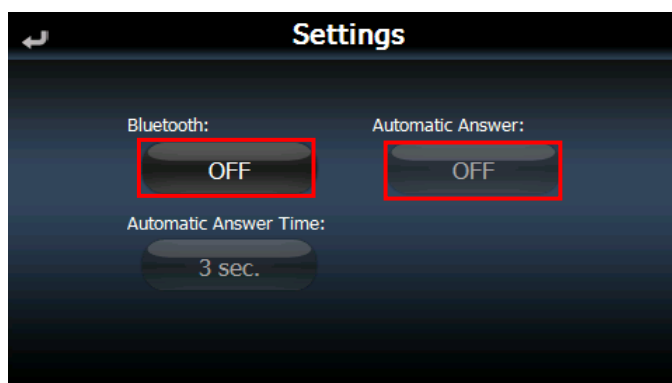 Settings
Bluetooth:
Automatic Answer:
OFF
OFF
Automatic Answer Time:
3 sec.